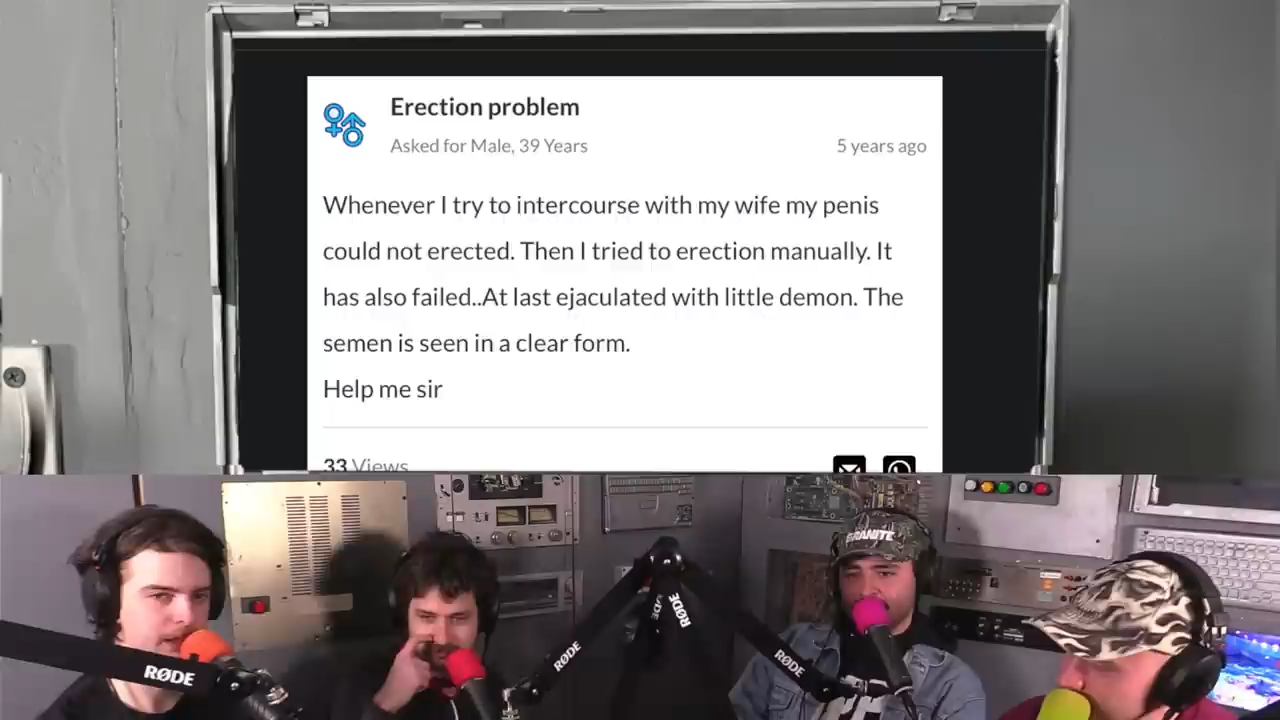 Erection problem
Asked for Male, 39 Years
5 years ago
Whenever I try to intercourse with my wife my penis
could not erected. Then I tried to erection manually. It
has also failed..At last ejaculated with little demon. The
semen is seen in a clear form.
Help me sir
33 Views
RØDE
RØDE
RØDE
RØDE